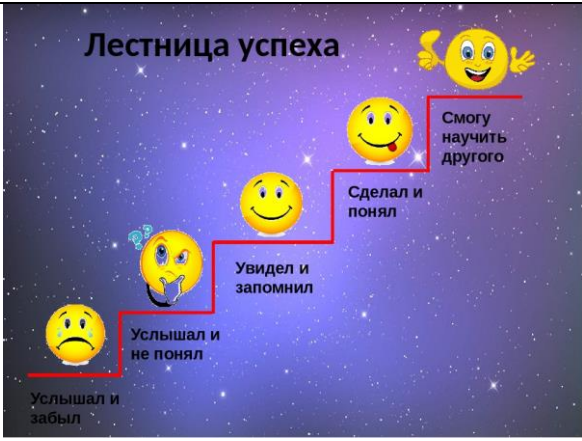 Лестница успеха
Смогу
научить
другого
Сделал и
понял
Увидел и
запомнил
Услышал и
не понял
Услышал и
забыл